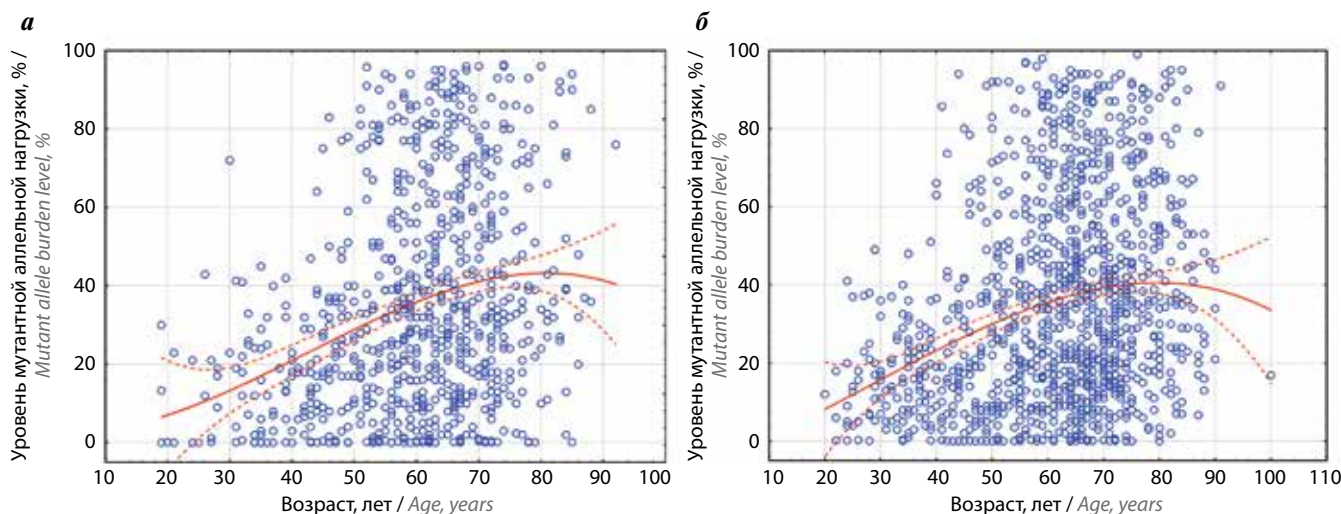 а
Уровень мутантной аллельной нагрузки, % /
Mutant allele burden level, %
100
80
60
40
20
0
10 20 30 40 50 60 70 80 90 100
Возраст, лет / Age, years
б
Уровень мутантной аллельной нагрузки, % /
Mutant allele burden level, %
100
80
60
40
20
0
10 20 30 40 50 60 70 80 90 100 110
Возраст, лет / Age, years